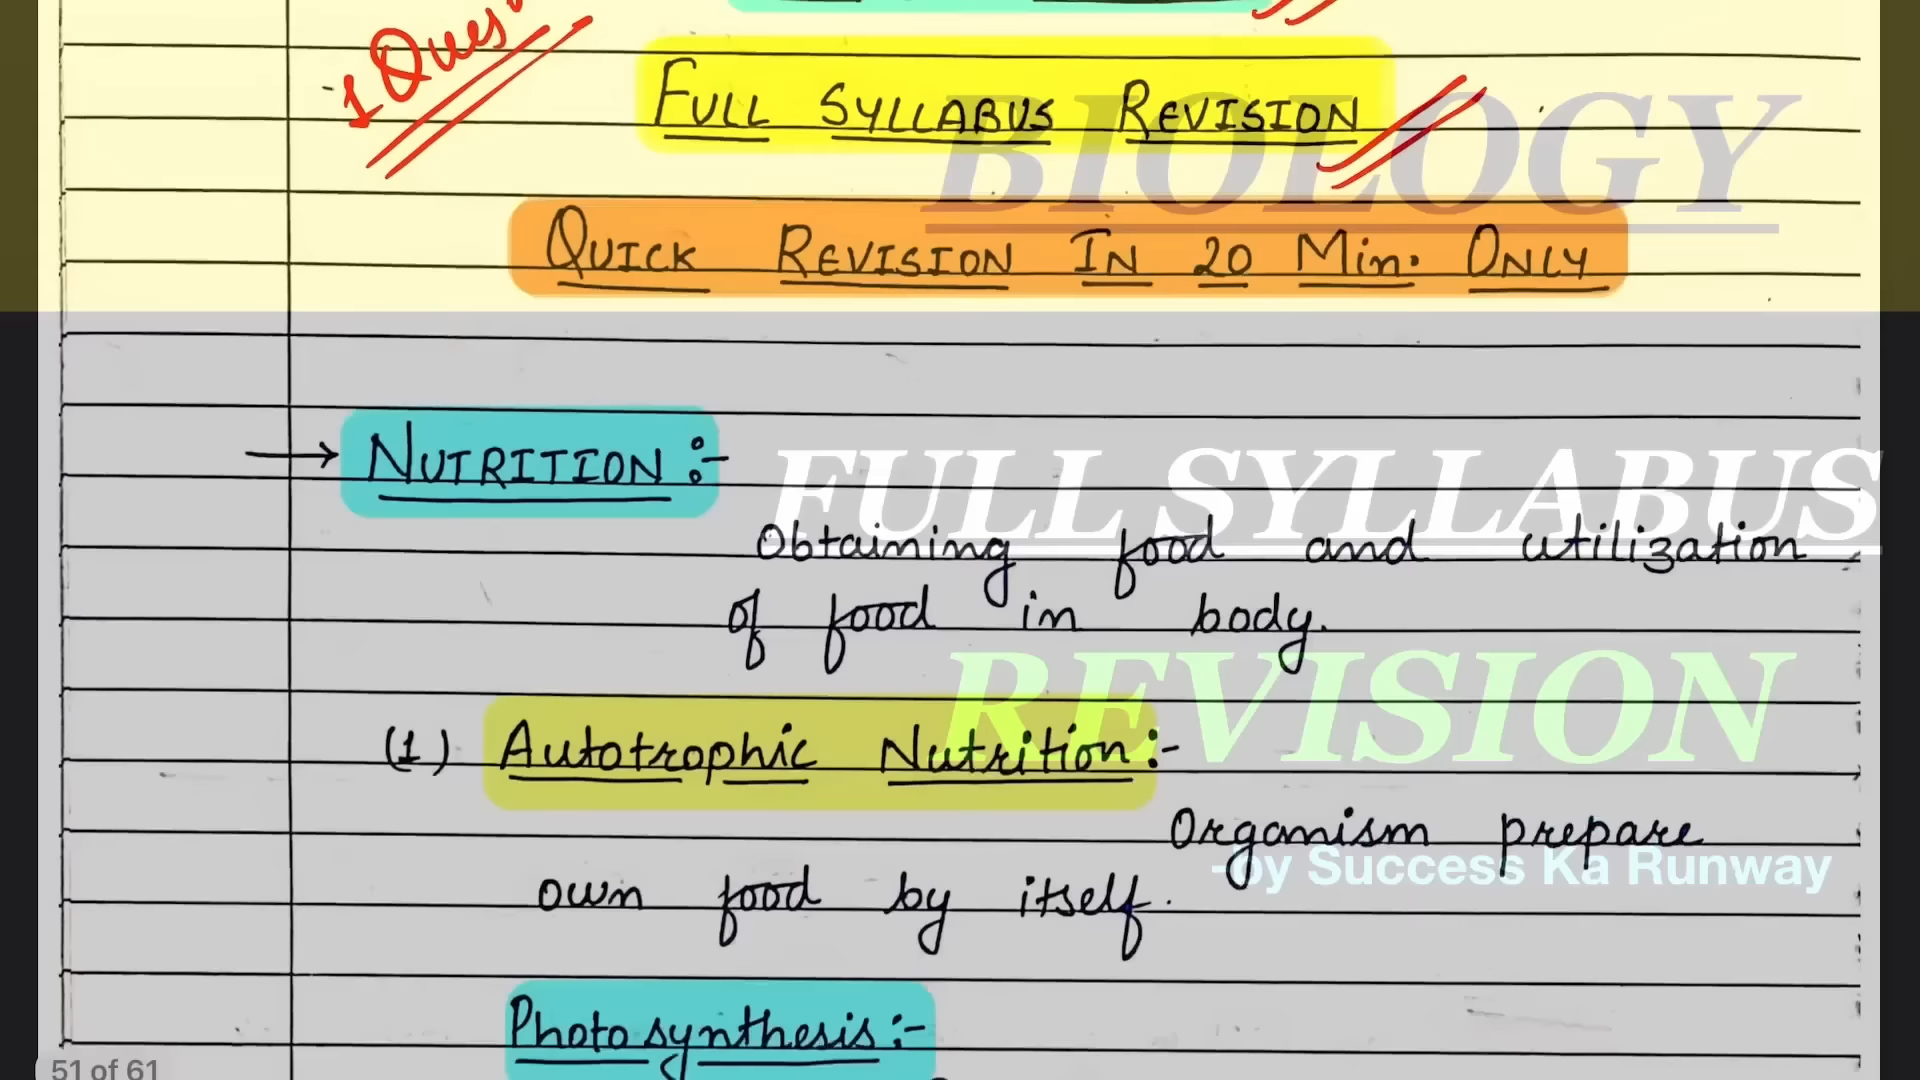 1 Ques
FULL SYLLABUS REVISION
BIOLOGY
QUICK REVISION IN 20 Min. ONLY
→ NUTRITION :-
FULL SYLLABUS
Obtaining food and utilization
of food in body.
REVISION
(1) Autotrophic Nutrition :-
Organism prepare
-by Success Ka Runway
own food by itself.
Photosynthesis :-
51 of 61